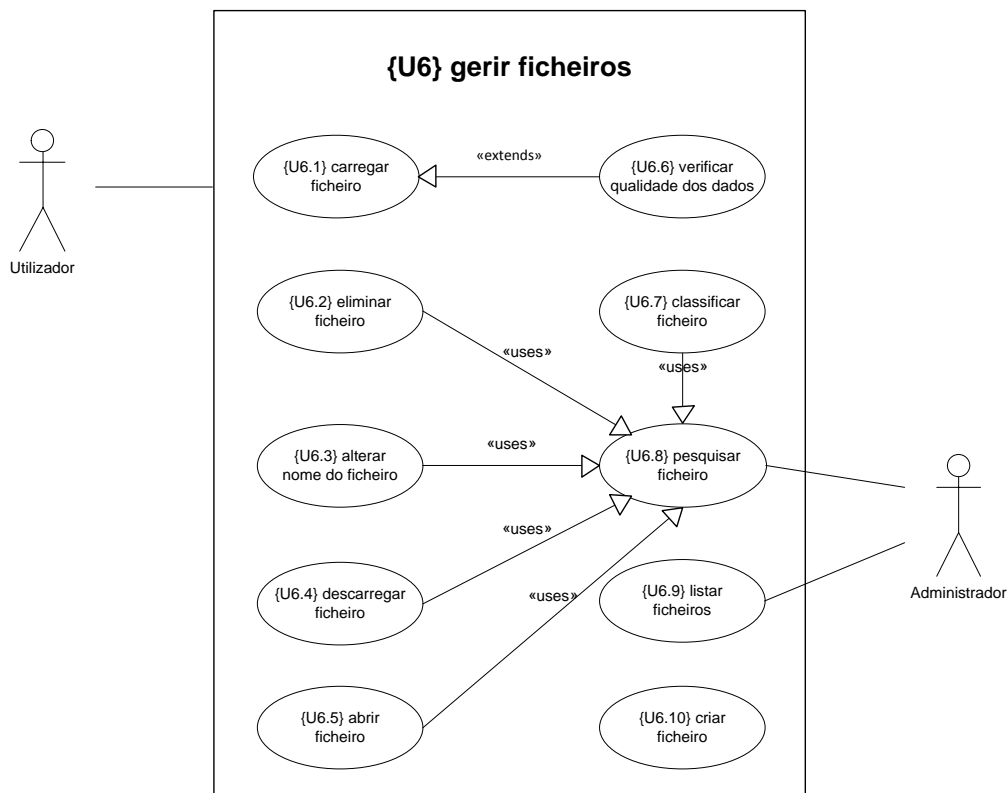 {U6} gerir ficheiros
{U6.1} carregar
ficheiro
«extends»
{U6.6} verificar
qualidade dos dados
Utilizador
{U6.2} eliminar
ficheiro
{U6.7} classificar
ficheiro
«uses»
«uses»
{U6.3} alterar
nome do ficheiro
«uses»
{U6.8} pesquisar
ficheiro
«uses»
{U6.4} descarregar
ficheiro
«uses»
{U6.9} listar
ficheiros
Administrador
{U6.5} abrir
ficheiro
{U6.10} criar
ficheiro